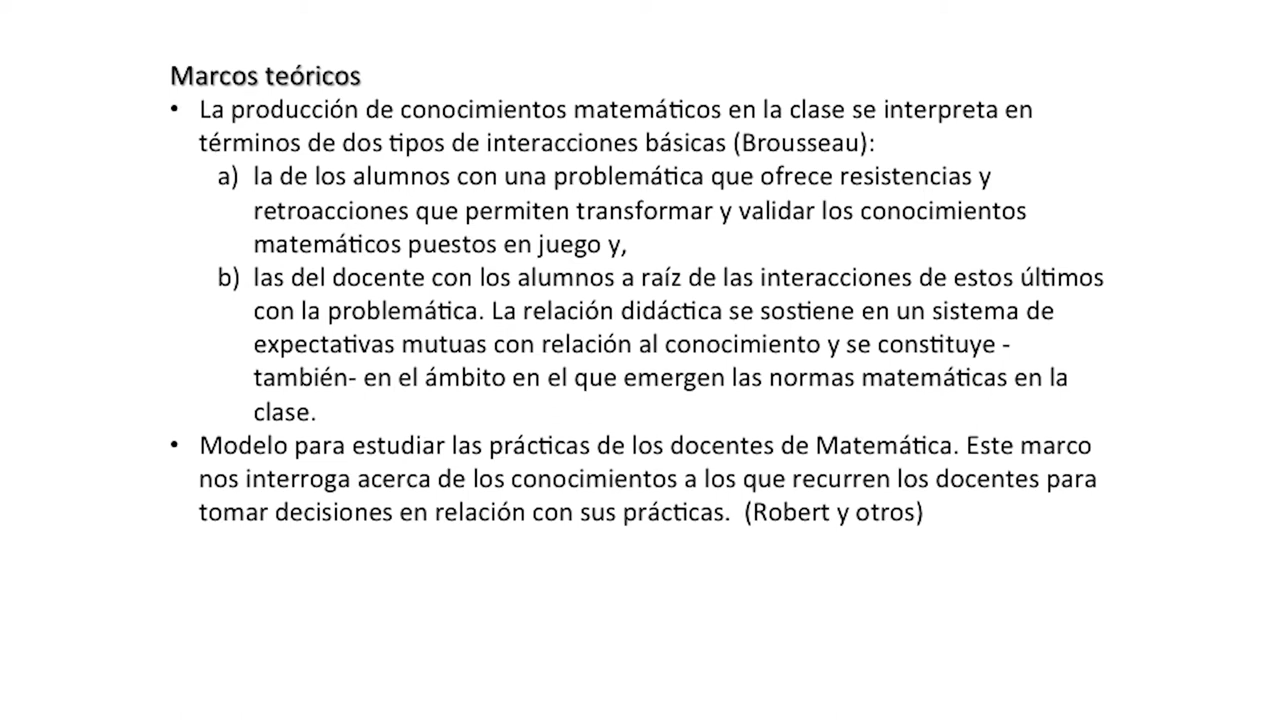 Marcos teóricos
• La producción de conocimientos matemáticos en la clase se interpreta en
términos de dos tipos de interacciones básicas (Brousseau):
a) la de los alumnos con una problemática que ofrece resistencias y
retroacciones que permiten transformar y validar los conocimientos
matemáticos puestos en juego y,
b) las del docente con los alumnos a raíz de las interacciones de estos últimos
con la problemática. La relación didáctica se sostiene en un sistema de
expectativas mutuas con relación al conocimiento y se constituye -
también- en el ámbito en el que emergen las normas matemáticas en la
clase.
• Modelo para estudiar las prácticas de los docentes de Matemática. Este marco
nos interroga acerca de los conocimientos a los que recurren los docentes para
tomar decisiones en relación con sus prácticas. (Robert y otros)